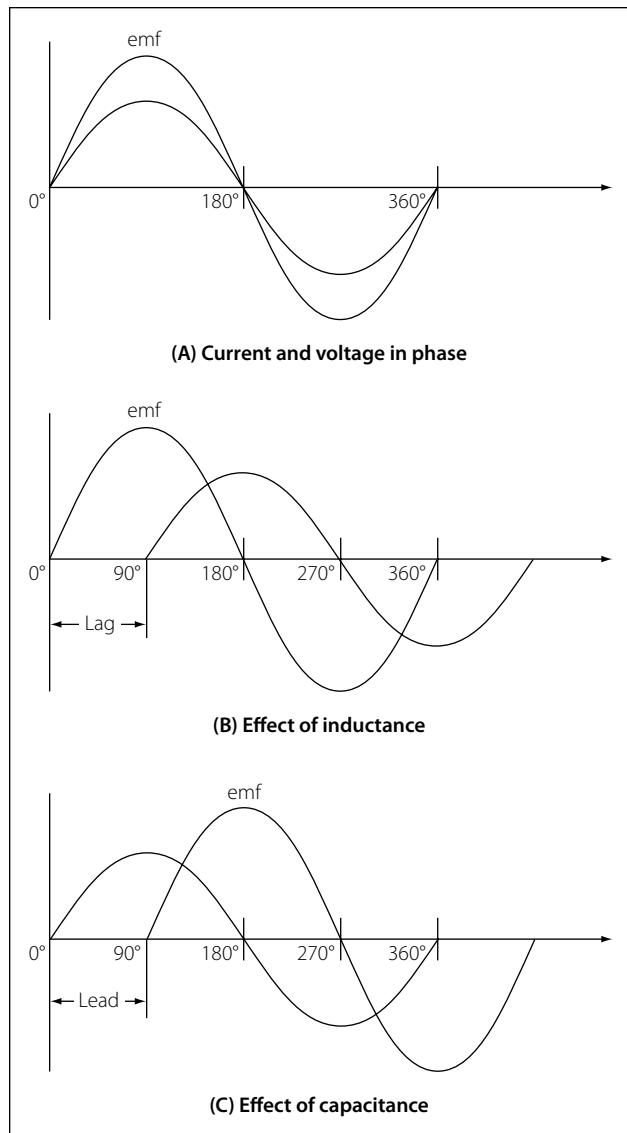 emf
0° 180° 360°
(A) Current and voltage in phase
emf
0° 90° 180° 270° 360°
Lag
(B) Effect of inductance
emf
0° 90° 180° 270° 360°
Lead
(C) Effect of capacitance